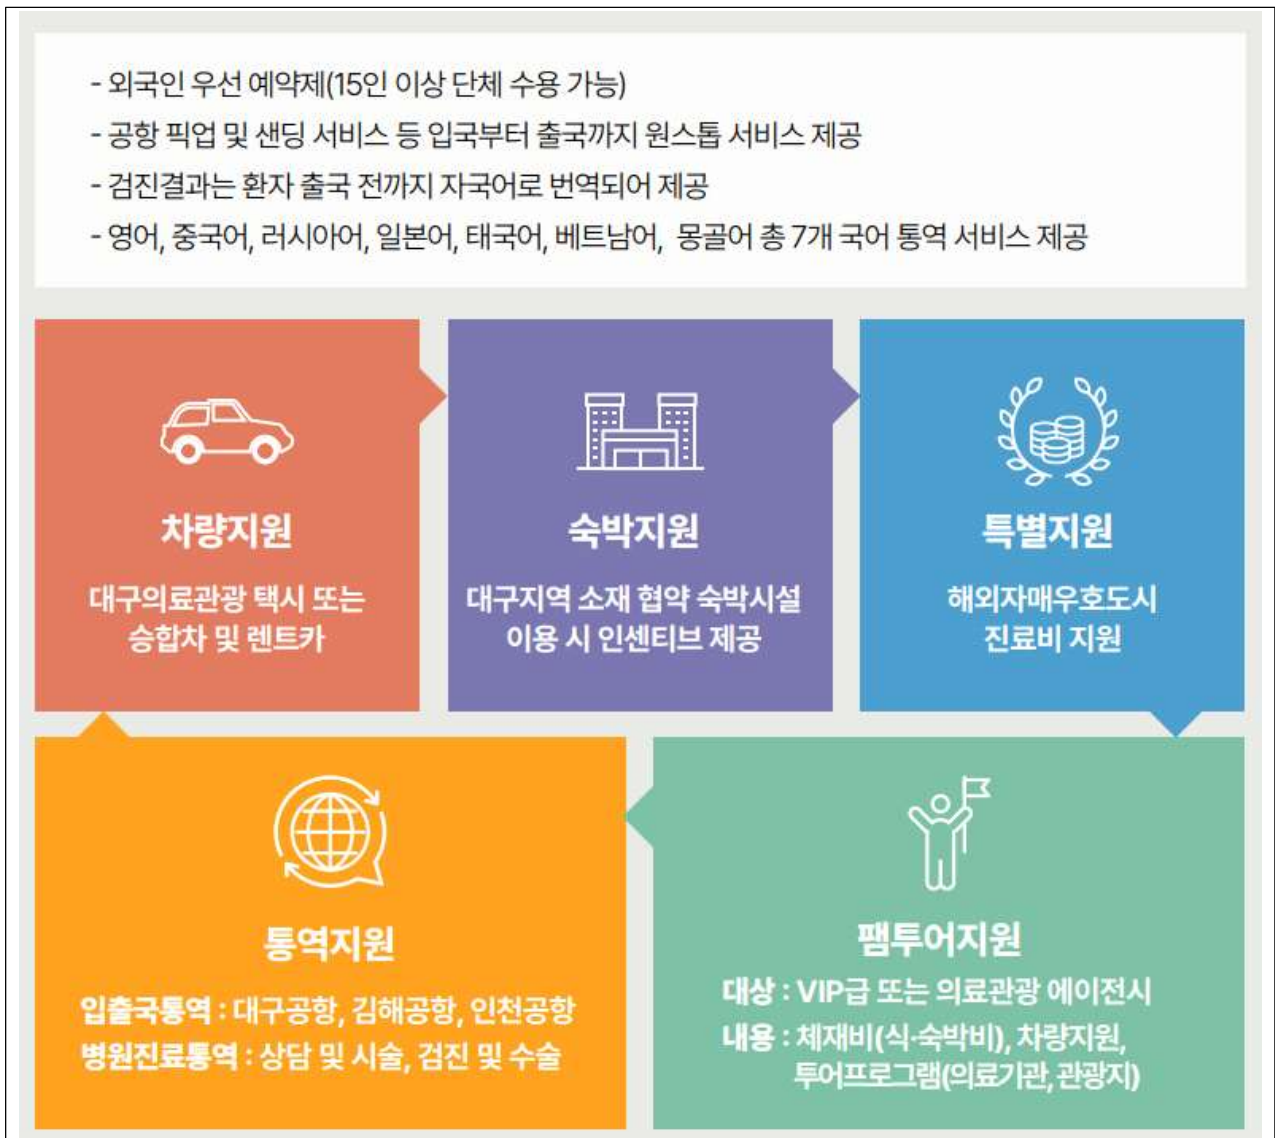 - 외국인 우선 예약제(15인 이상 단체 수용 가능)
- 공항 픽업 및 샌딩 서비스 등 입국부터 출국까지 원스톱 서비스 제공
- 검진결과는 환자 출국 전까지 자국어로 번역되어 제공
- 영어, 중국어, 러시아어, 일본어, 태국어, 베트남어, 몽골어 총 7개 국어 통역 서비스 제공
차량지원
대구의료관광 택시 또는
승합차 및 렌트카
숙박지원
대구지역 소재 협약 숙박시설
이용 시 인센티브 제공
특별지원
해외자매우호도시
진료비 지원
통역지원
입출국통역 : 대구공항, 김해공항, 인천공항
병원진료통역 : 상담 및 시술, 검진 및 수술
팸투어지원
대상 : VIP급 또는 의료관광 에이전시
내용 : 체재비(식·숙박비), 차량지원,
투어프로그램(의료기관, 관광지)